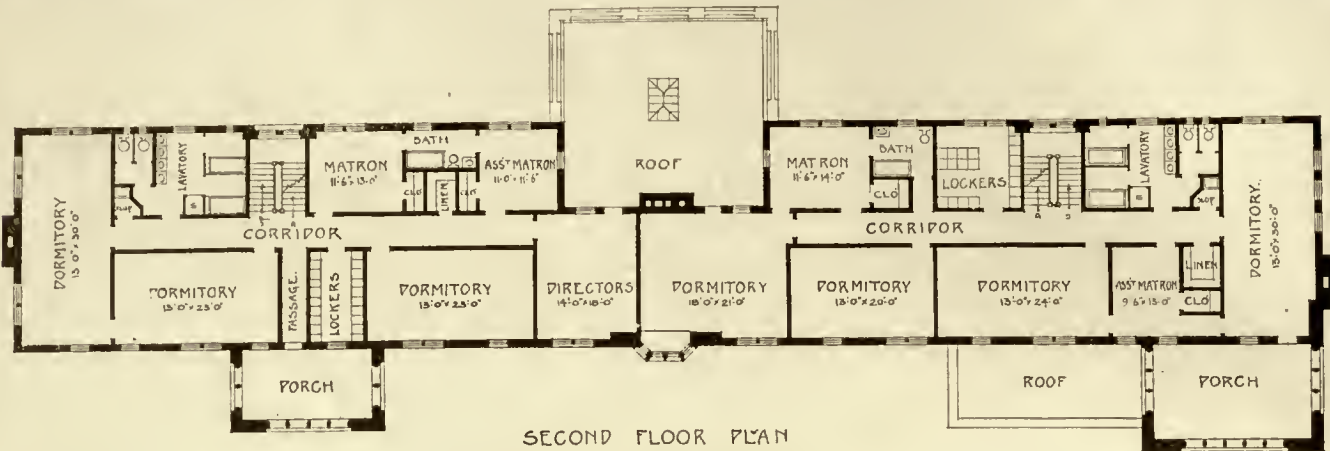 BATH
MATRON
11'-6" x 13'-0"
ASS'T MATRON
11'-0" x 11'-6"
LAVATORY
SLOP
S
CLO
LINEN
CLO
ROOF
MATRON
11'-6" x 14'-0"
BATH
CLO
LOCKERS
LAVATORY
S
SLOP
CORRIDOR
CORRIDOR
DORMITORY
13'-0" x 30'-0"
DORMITORY
13'-0" x 23'-0"
PASSAGE.
LOCKERS
DORMITORY
13'-0" x 23'-0"
DIRECTORS
14'-0" x 18'-0"
DORMITORY
18'-0" x 21'-0"
DORMITORY
13'-0" x 20'-0"
DORMITORY
13'-0" x 24'-0"
ASS'T MATRON
9'-6" x 13'-0"
LINEN
CLO
DORMITORY.
13'-0" x 30'-0"
PORCH
ROOF
PORCH
SECOND FLOOR PLAN